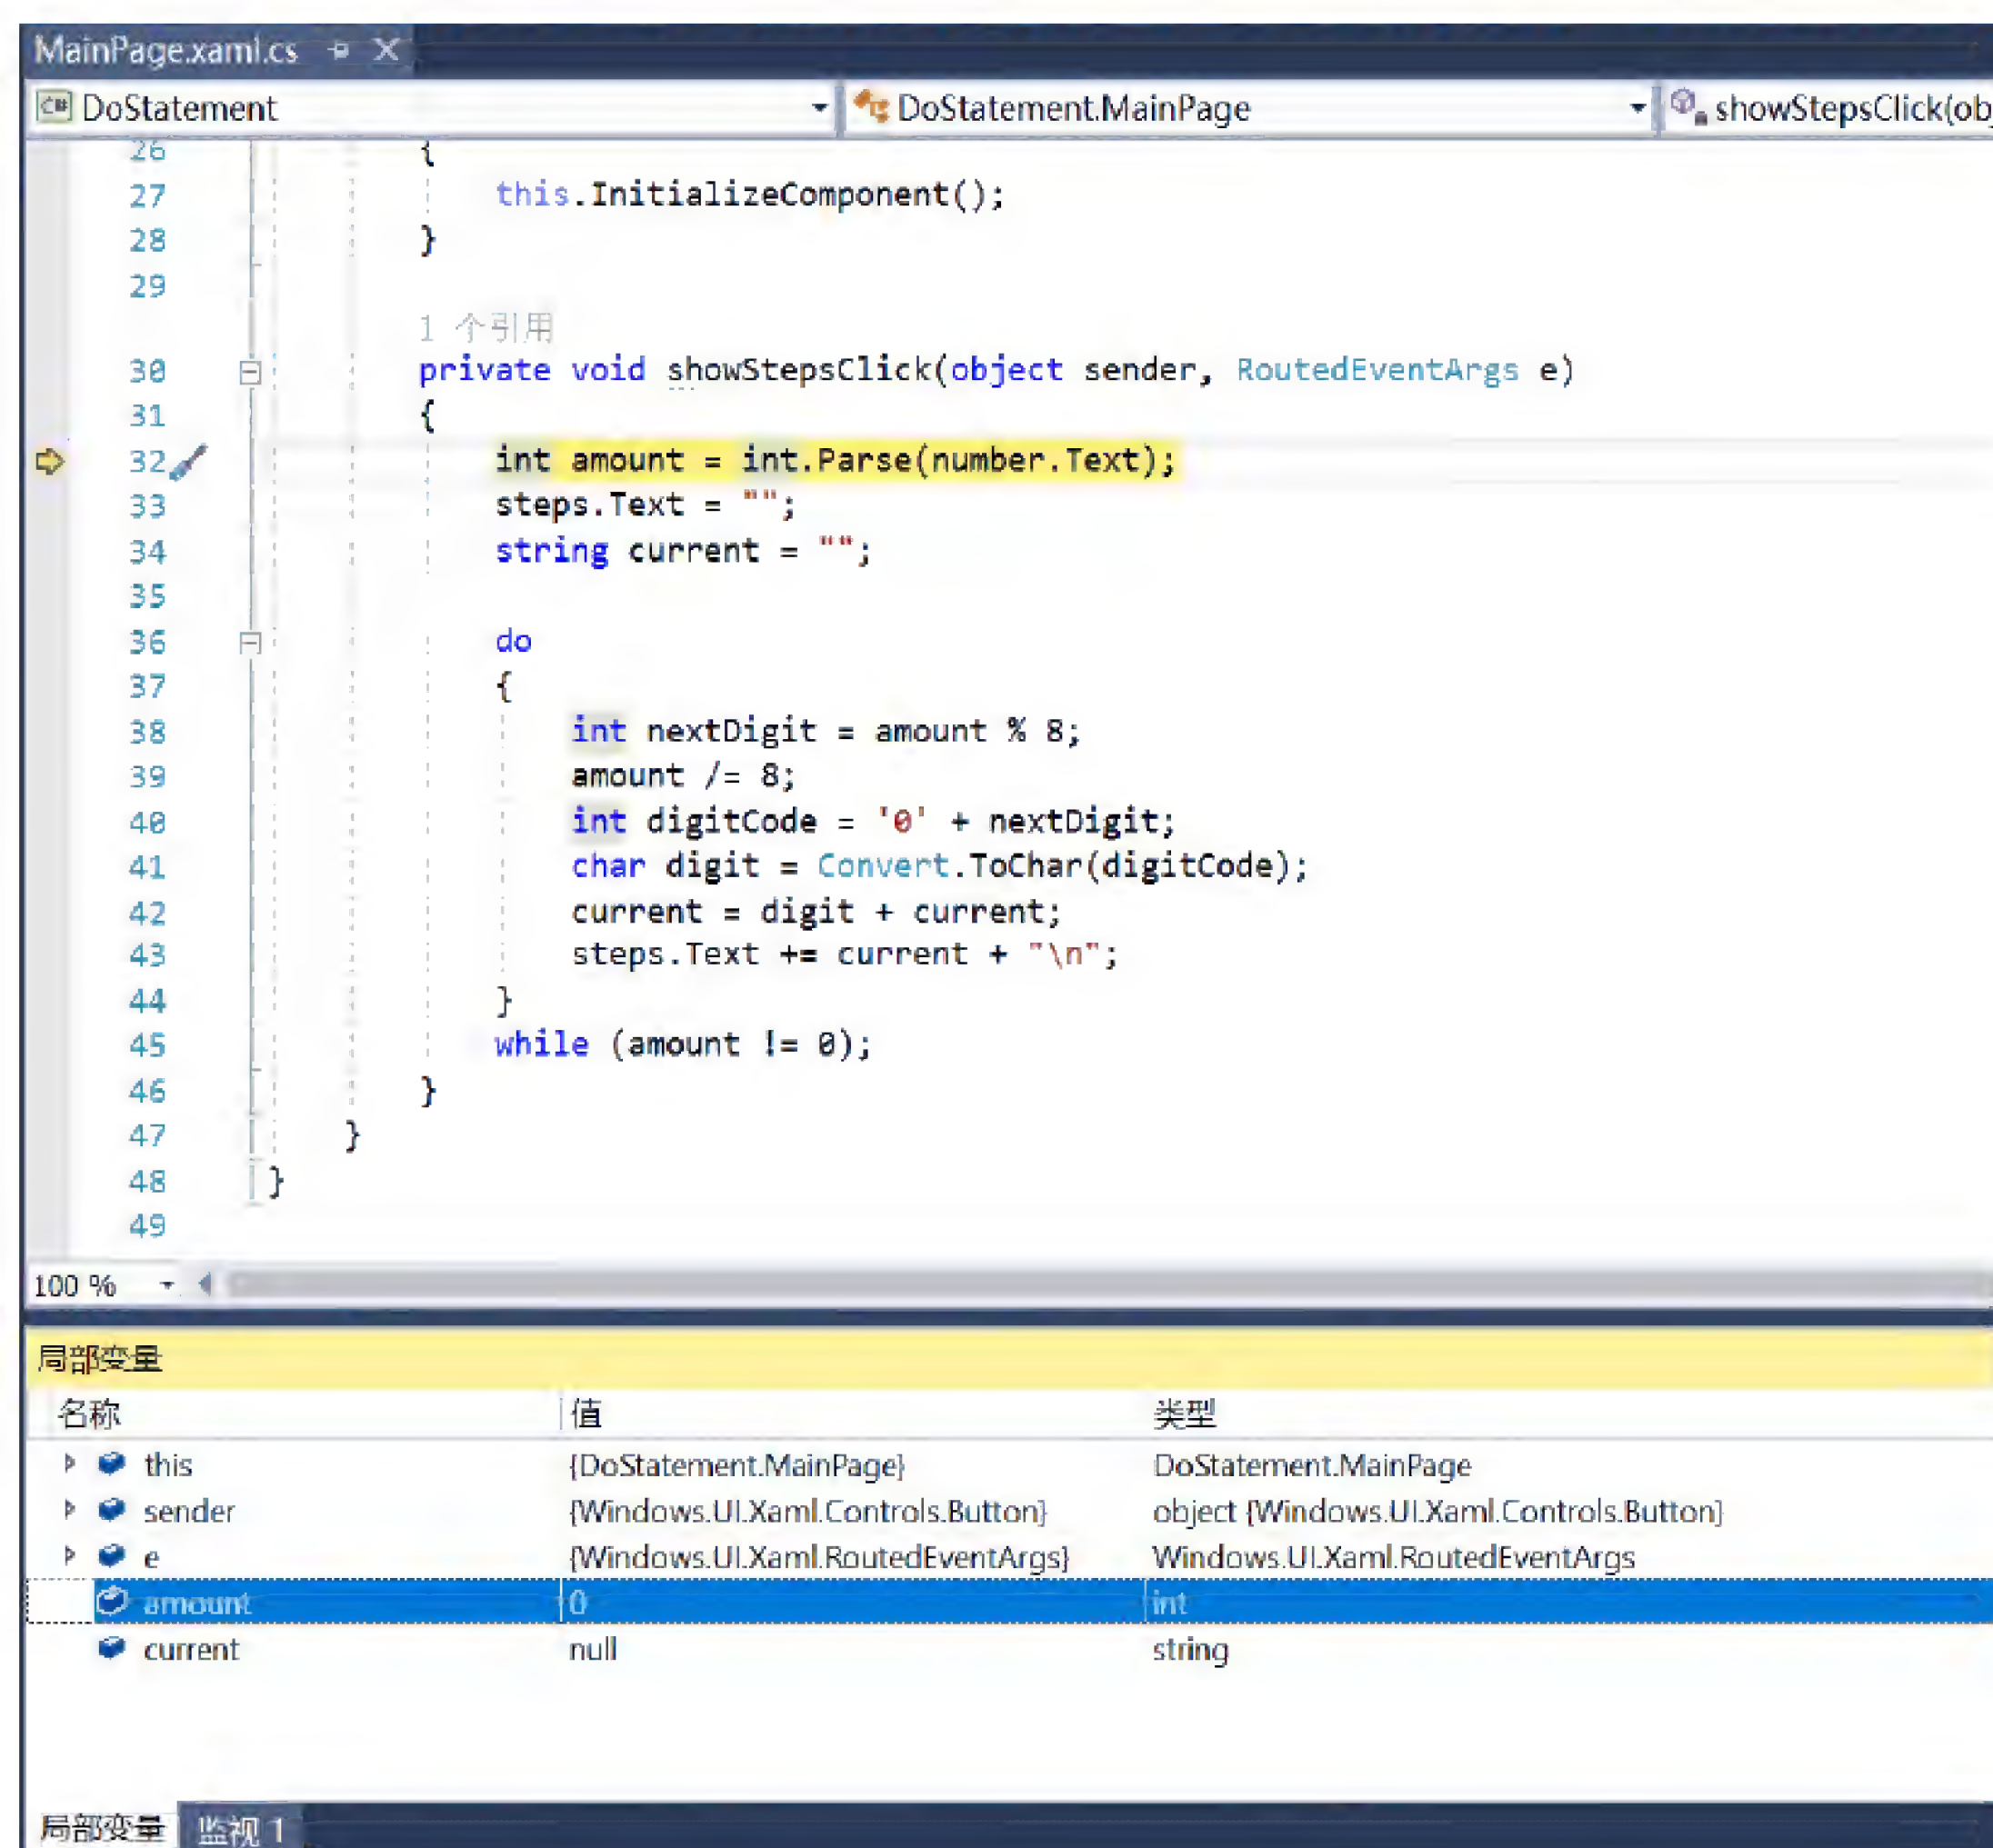 MainPage.xaml.cs
DoStatement DoStatement.MainPage showStepsClick(obj
26 {
27 this.InitializeComponent();
28 }
29
1 个引用
30 private void showStepsClick(object sender, RoutedEventArgs e)
31 {
32 int amount = int.Parse(number.Text);
33 steps.Text = "";
34 string current = "";
35
36 do
37 {
38 int nextDigit = amount % 8;
39 amount /= 8;
40 int digitCode = '0' + nextDigit;
41 char digit = Convert.ToChar(digitCode);
42 current = digit + current;
43 steps.Text += current + "\n";
44 }
45 while (amount != 0);
46 }
47 }
48 }
49
100 %
局部变量
名称 值 类型
this {DoStatement.MainPage} DoStatement.MainPage
sender {Windows.UI.Xaml.Controls.Button} object {Windows.UI.Xaml.Controls.Button}
e {Windows.UI.Xaml.RoutedEventArgs} Windows.UI.Xaml.RoutedEventArgs
amount 0 int
current null string
局部变量 监视 1